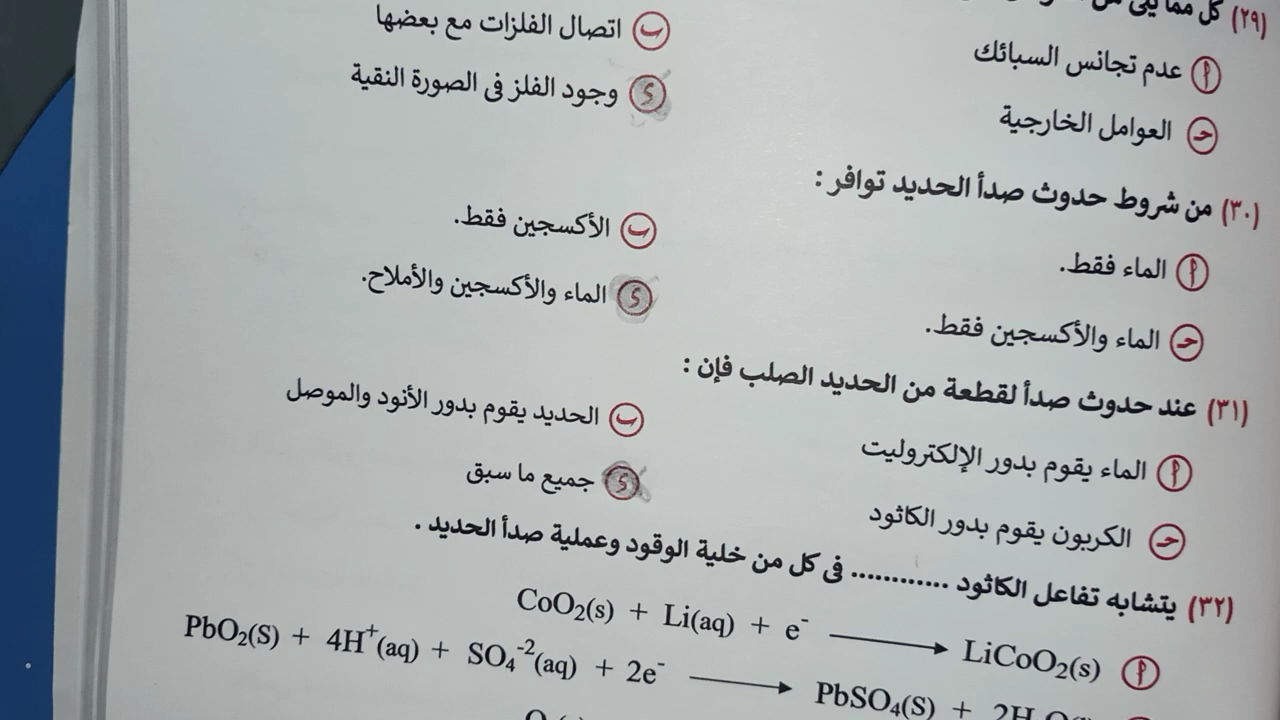 (٢٩) كل مما يلى من
أ عدم تجانس السبائك
ب اتصال الفلزات مع بعضها
ج العوامل الخارجية
د وجود الفلز فى الصورة النقية
(٣٠) من شروط حدوث صدأ الحديد توافر :
أ الماء فقط.
ب الأكسجين فقط.
ج الماء والأكسجين فقط.
د الماء والأكسجين والأملاح.
(٣١) عند حدوث صدأ لقطعة من الحديد الصلب فإن :
أ الماء يقوم بدور الإلكتروليت
ب الحديد يقوم بدور الأنود والموصل
ج الكربون يقوم بدور الكاثود
د جميع ما سبق
(٣٢) يتشابه تفاعل الكاثود ............ فى كل من خلية الوقود وعملية صدأ الحديد .
أ CoO₂(s) + Li(aq) + e⁻ ⟶ LiCoO₂(s)
PbO₂(S) + 4H⁺(aq) + SO₄⁻²(aq) + 2e⁻ ⟶ PbSO₄(S) + 2H